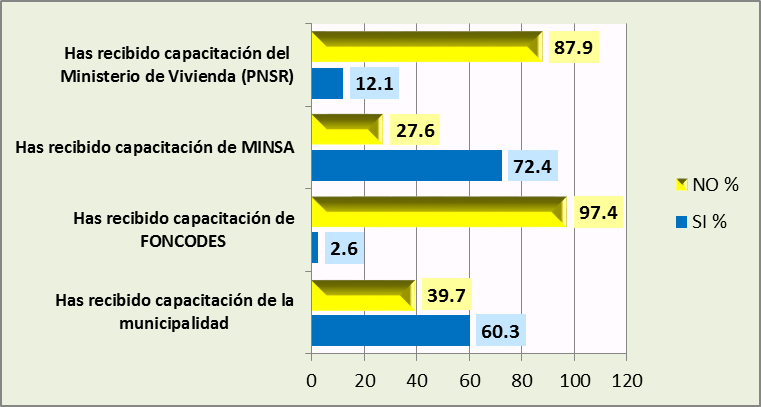 Has recibido capacitación del
Ministerio de Vivienda (PNSR)
87.9
12.1
Has recibido capacitación de MINSA
27.6
72.4
Has recibido capacitación de
FONCODES
97.4
2.6
Has recibido capacitación de la
municipalidad
39.7
60.3
0 20 40 60 80 100 120
NO %
SI %